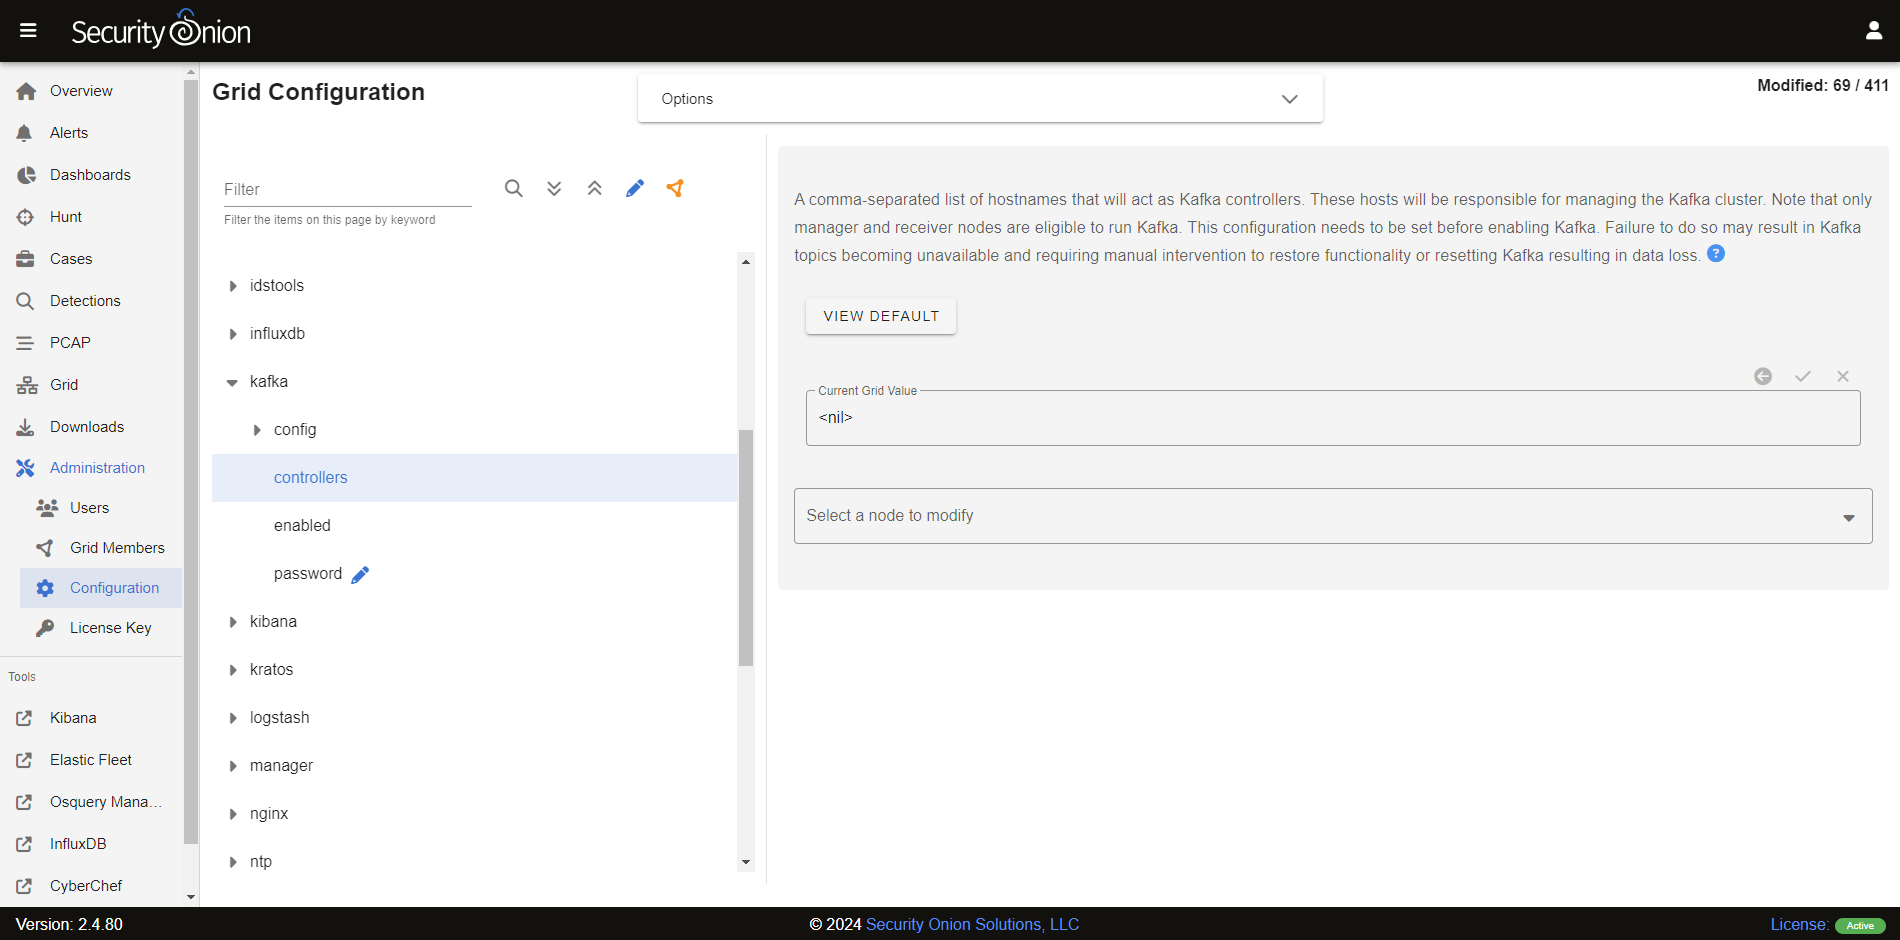 Security Onion
Overview
Alerts
Dashboards
Hunt
Cases
Detections
PCAP
Grid
Downloads
Administration
Users
Grid Members
Configuration
License Key
Tools
Kibana
Elastic Fleet
Osquery Mana...
InfluxDB
CyberChef
Grid Configuration
Options
Modified: 69 / 411
Filter
Filter the items on this page by keyword
idstools
influxdb
kafka
config
controllers
enabled
password
kibana
kratos
logstash
manager
nginx
ntp
A comma-separated list of hostnames that will act as Kafka controllers. These hosts will be responsible for managing the Kafka cluster. Note that only
manager and receiver nodes are eligible to run Kafka. This configuration needs to be set before enabling Kafka. Failure to do so may result in Kafka
topics becoming unavailable and requiring manual intervention to restore functionality or resetting Kafka resulting in data loss. ?
VIEW DEFAULT
Current Grid Value
<nil>
Select a node to modify
Version: 2.4.80
© 2024 Security Onion Solutions, LLC
License: Active